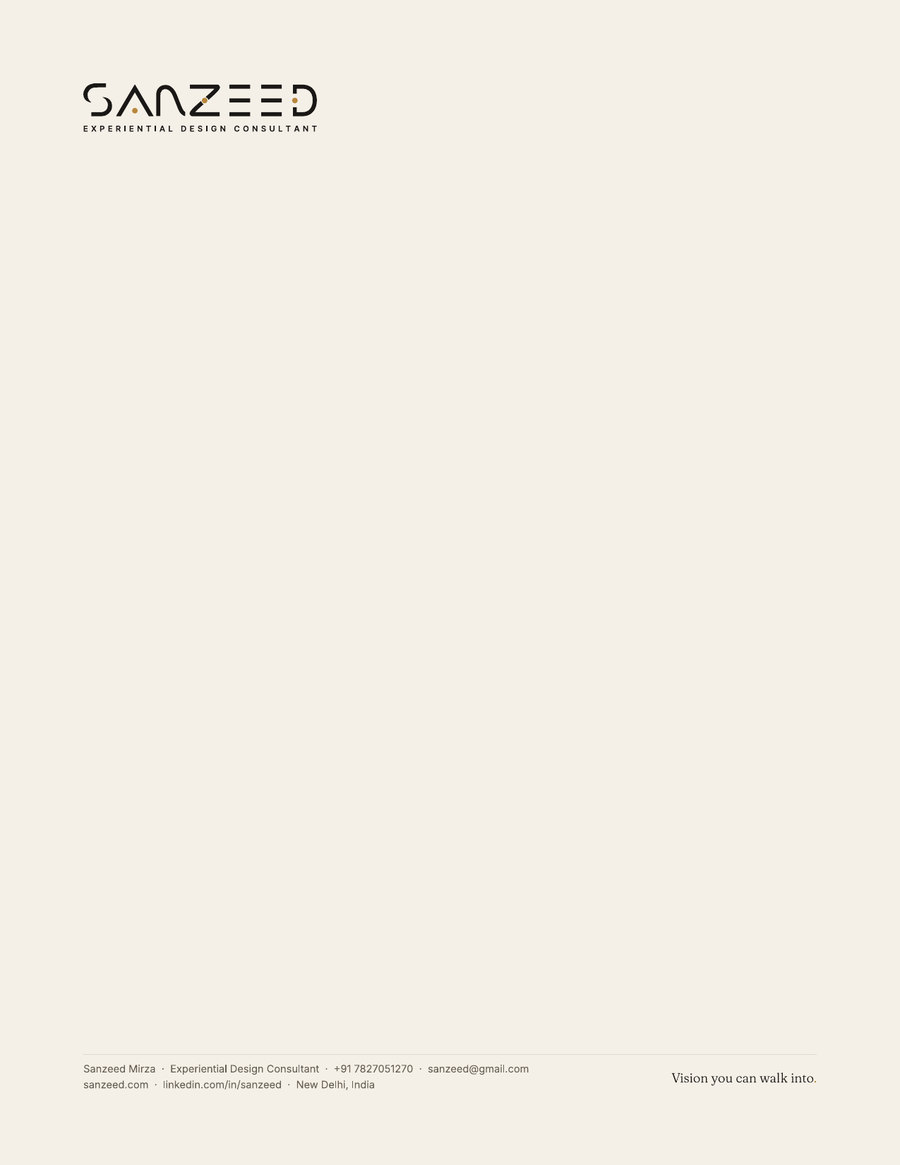 SANZEED
EXPERIENTIAL DESIGN CONSULTANT
Sanzeed Mirza · Experiential Design Consultant · +91 7827051270 · sanzeed@gmail.com
sanzeed.com · linkedin.com/in/sanzeed · New Delhi, India
Vision you can walk into.